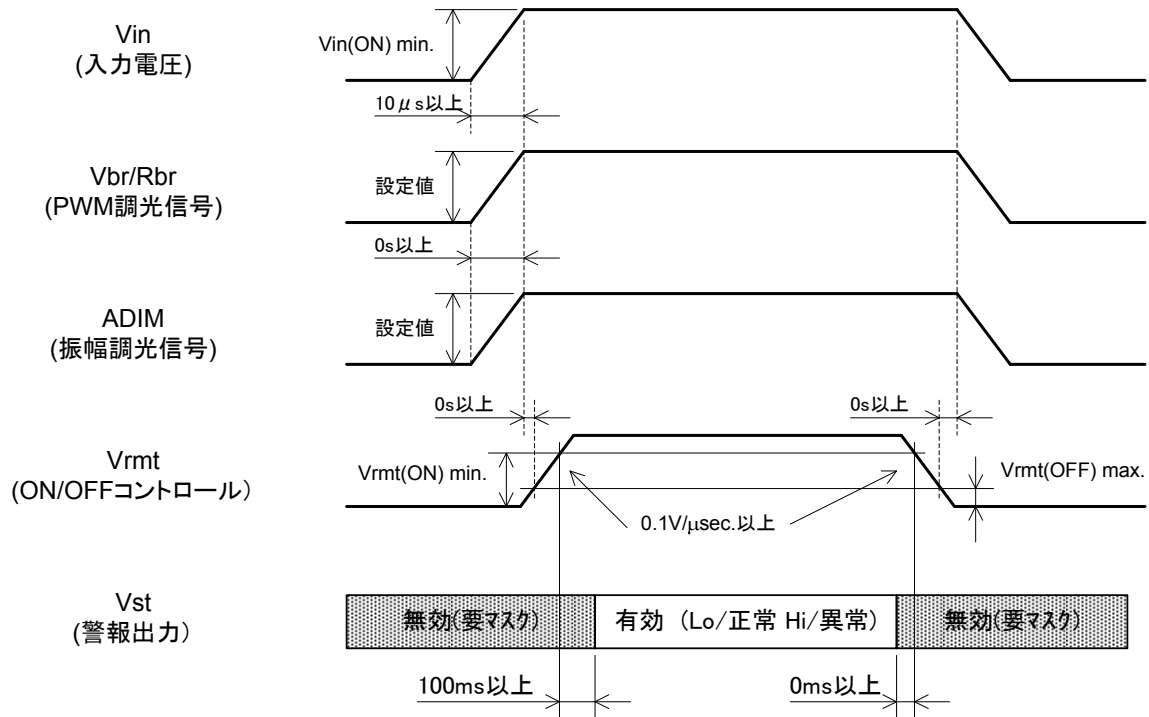 Vin
(入力電圧)
Vin(ON) min.
10μs以上
Vbr/Rbr
(PWM調光信号)
設定値
0s以上
ADIM
(振幅調光信号)
設定値
0s以上
0s以上
Vrmt
(ON/OFFコントロール)
Vrmt(ON) min.
Vrmt(OFF) max.
0.1V/μsec.以上
Vst
(警報出力)
無効(要マスク)
有効 (Lo/正常 Hi/異常)
無効(要マスク)
100ms以上
0ms以上